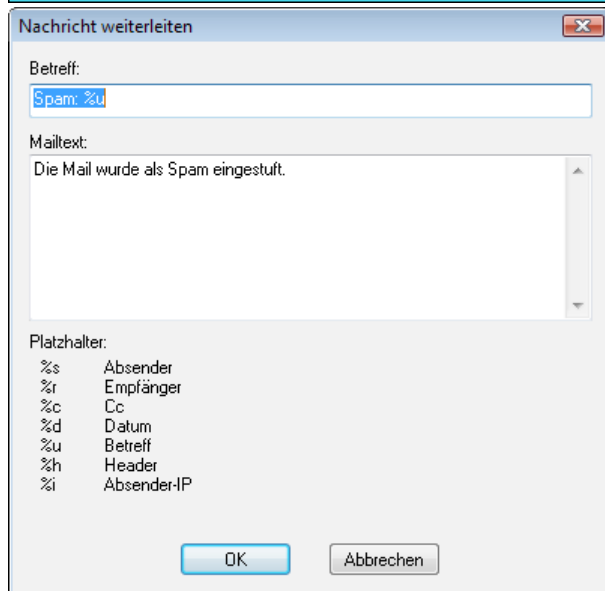 Nachricht weiterleiten
Betreff:
Spam: %u
Mailtext:
Die Mail wurde als Spam eingestuft.
Platzhalter:
%s Absender
%r Empfänger
%c Cc
%d Datum
%u Betreff
%h Header
%i Absender-IP
OK Abbrechen